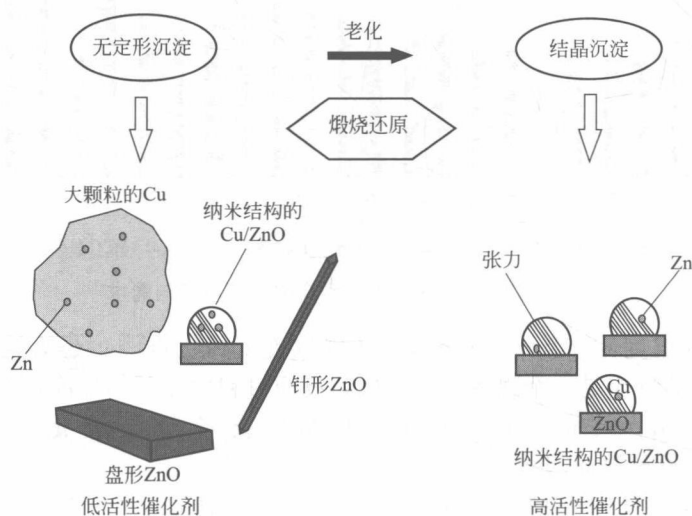 无定形沉淀
老化
结晶沉淀
煅烧还原
大颗粒的Cu
纳米结构的
Cu/ZnO
Zn
针形ZnO
盘形ZnO
低活性催化剂
张力
Zn
Cu
ZnO
纳米结构的Cu/ZnO
高活性催化剂